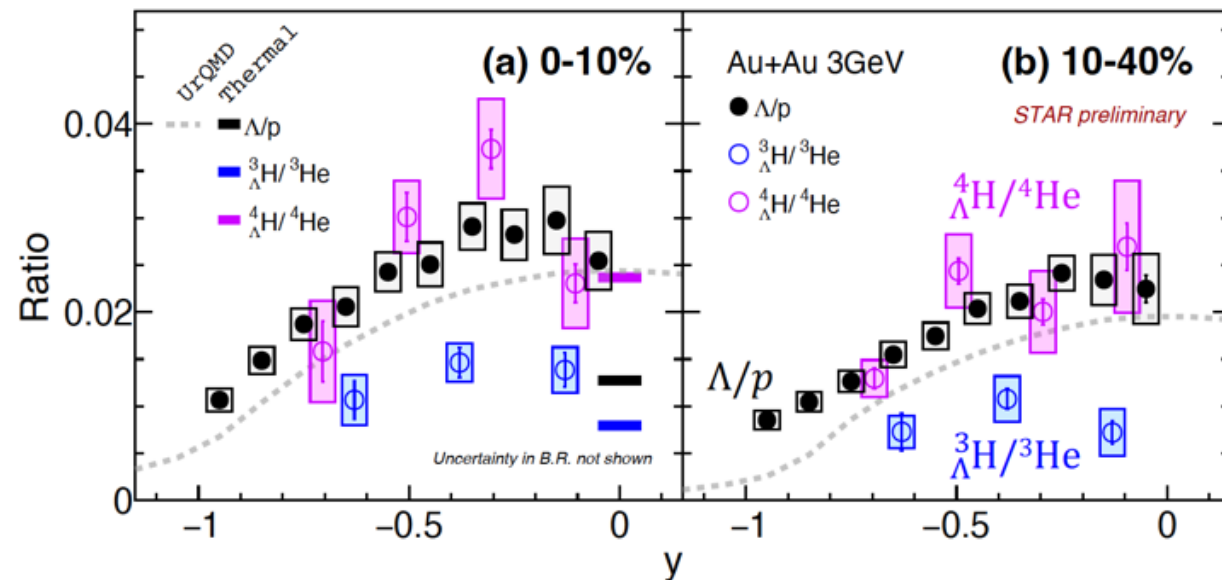 UrQMD
Thermal
(a) 0-10%
Λ/p
³ΛH/ ³He
⁴ΛH/ ⁴He
Uncertainty in B.R. not shown
Ratio
0.04
0.02
0
−1
−0.5
0
Au+Au 3GeV
(b) 10-40%
STAR preliminary
Λ/p
³ΛH/ ³He
⁴ΛH/ ⁴He
⁴ΛH/⁴He
Λ/p
³ΛH/³He
−1
−0.5
0
y